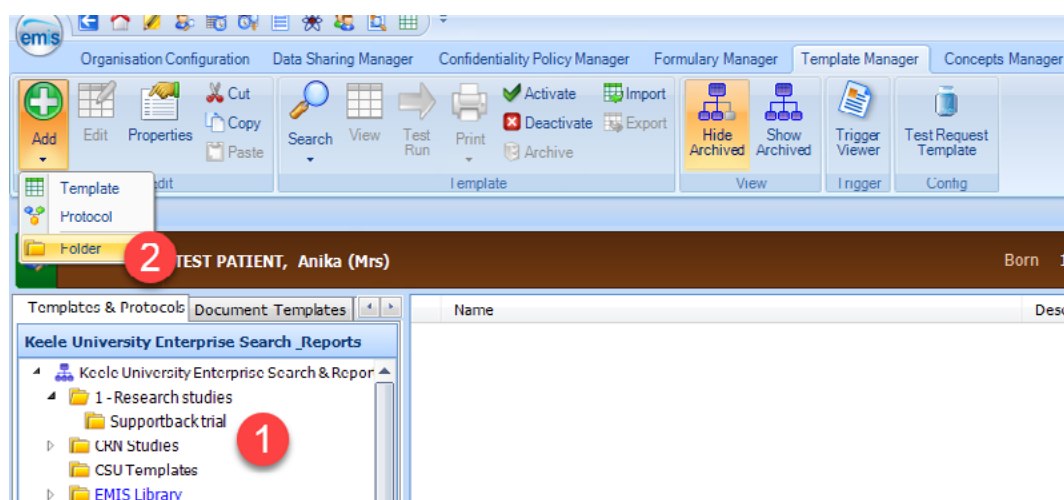 emis
Organisation Configuration Data Sharing Manager Confidentiality Policy Manager Formulary Manager Template Manager Concepts Manager
Add
Edit
Properties
Cut
Copy
Paste
Search
View
Test Run
Print
Activate
Deactivate
Archive
Import
Export
Hide Archived
Show Archived
Trigger Viewer
Test Request Template
Template
View
Trigger
Config
Template
Protocol
Folder
2
TEST PATIENT, Anika (Mrs)
Born 1
Templates & Protocols Document Templates
Name
Keele University Enterprise Search _Reports
Keele University Enterprise Search & Repor
1 - Research studies
Supportback trial
1
CRN Studies
CSU Templates
EMIS Library